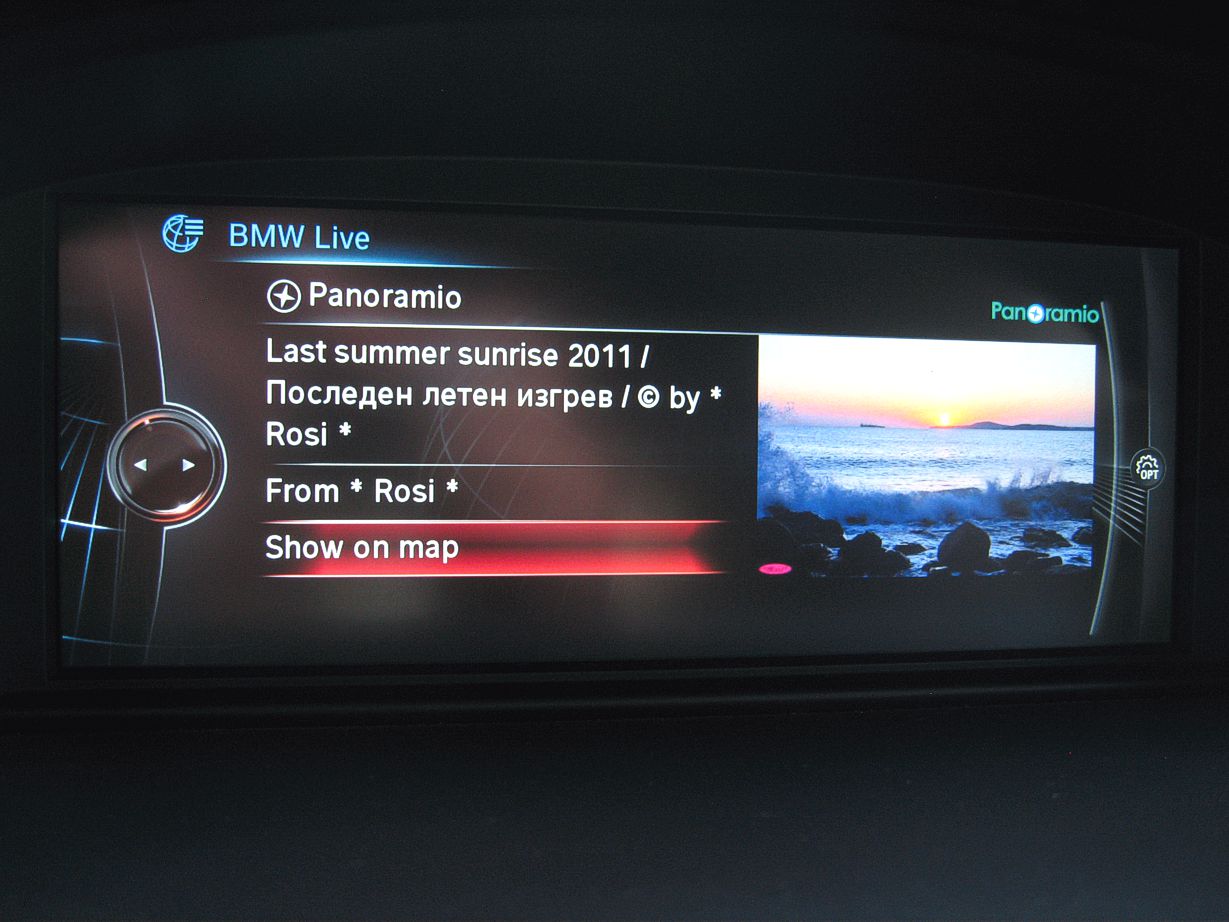 BMW Live
Panoramio
Panoramio
Last summer sunrise 2011 /
Последен летен изгрев / © by *
Rosi *
From * Rosi *
Show on map
OPT